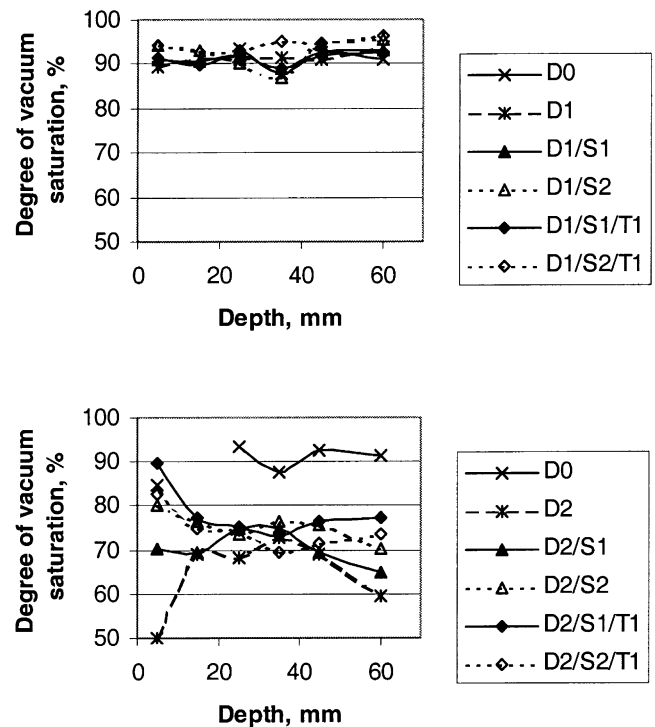 100
90
80
70
60
50
Degree of vacuum
saturation, %
0 20 40 60
Depth, mm
D0
D1
D1/S1
D1/S2
D1/S1/T1
D1/S2/T1
100
90
80
70
60
50
Degree of vacuum
saturation, %
0 20 40 60
Depth, mm
D0
D2
D2/S1
D2/S2
D2/S1/T1
D2/S2/T1